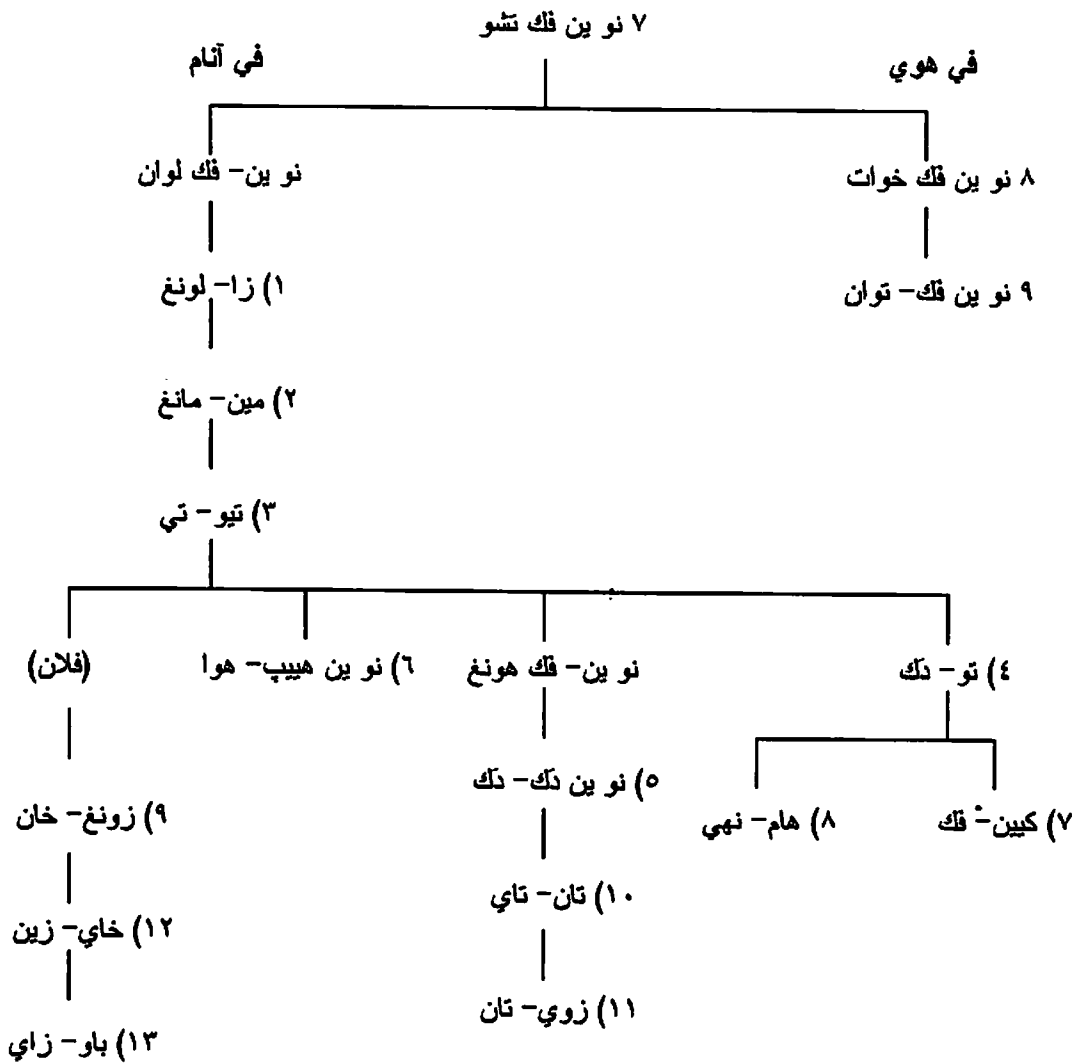 ٧ نو ين فك تشو
في هوي
في آنام
٨ نو ين فك خوات
نو ين- فك لوان
٩ نو ين فك- توان
١) زا- لونغ
٢) مين- مانغ
٣) تيو- تي
٤) تو- دك
نو ين- فك هونغ
٦) نو ين هييپ- هوا
(فلان)
٧) كيين- فك
٨) هام- نهي
٥) نو ين دك- دك
٩) زونغ- خان
١٠) تان- تاي
١٢) خاي- زين
١١) زوي- تان
١٣) باو- زاي